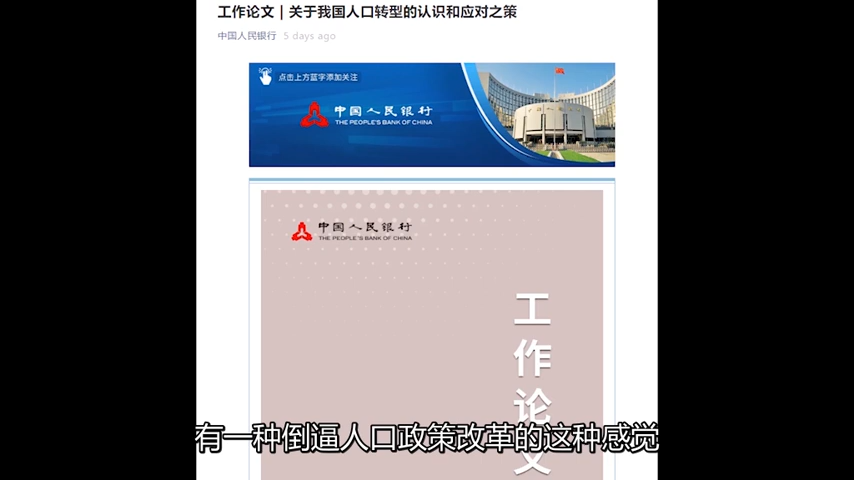 工作论文 | 关于我国人口转型的认识和应对之策
中国人民银行 5 days ago
点击上方蓝字添加关注
中国人民银行
THE PEOPLE'S BANK OF CHINA
中国人民银行
THE PEOPLE'S BANK OF CHINA
工作论文
有一种倒逼人口政策改革的这种感觉